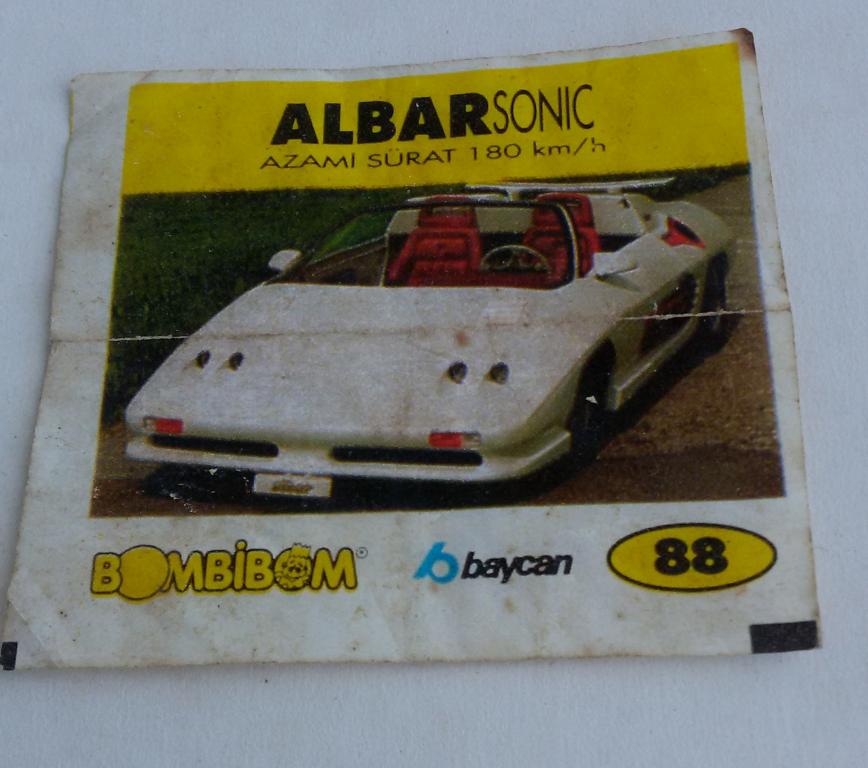 ALBARSONIC
AZAMİ SÜRAT 180 km/h
BOMBİBOM®
baycan
88